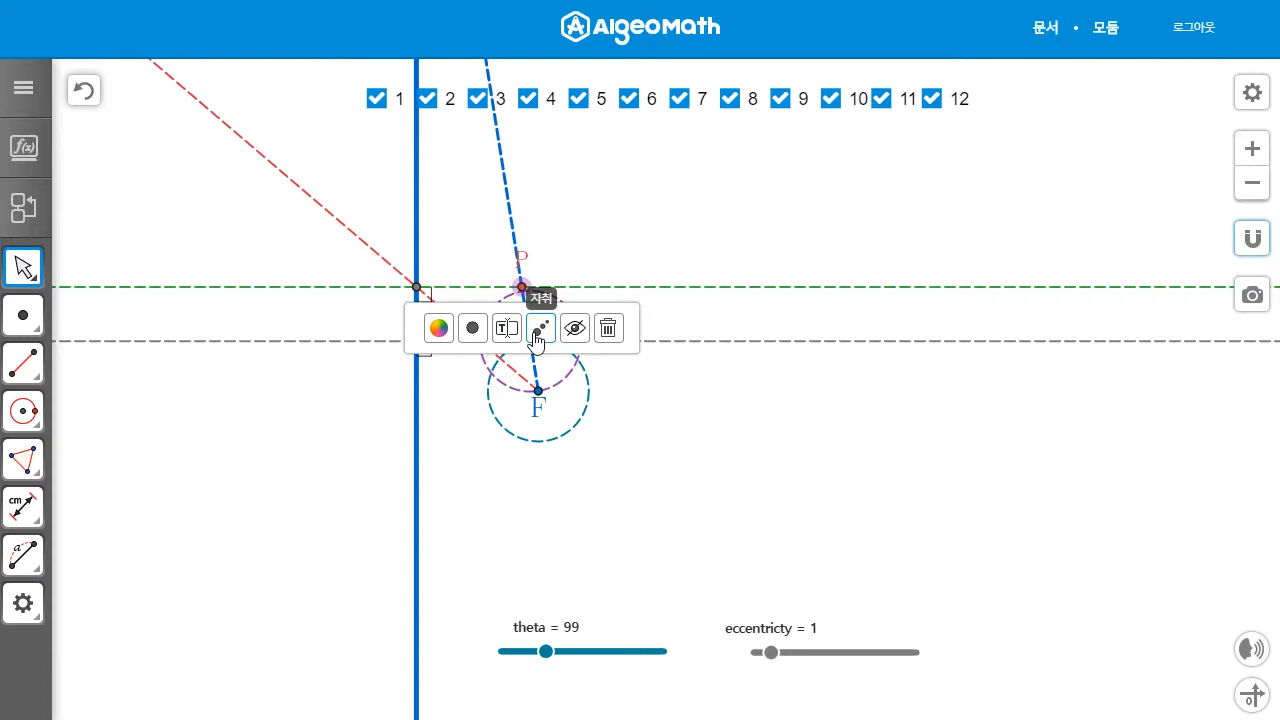 AlgeoMath
문서 • 모둠
로그아웃
f(x)
1 2 3 4 5 6 7 8 9 10 11 12
P
자취
T
F
cm
a
theta = 99
eccentricty = 1
0